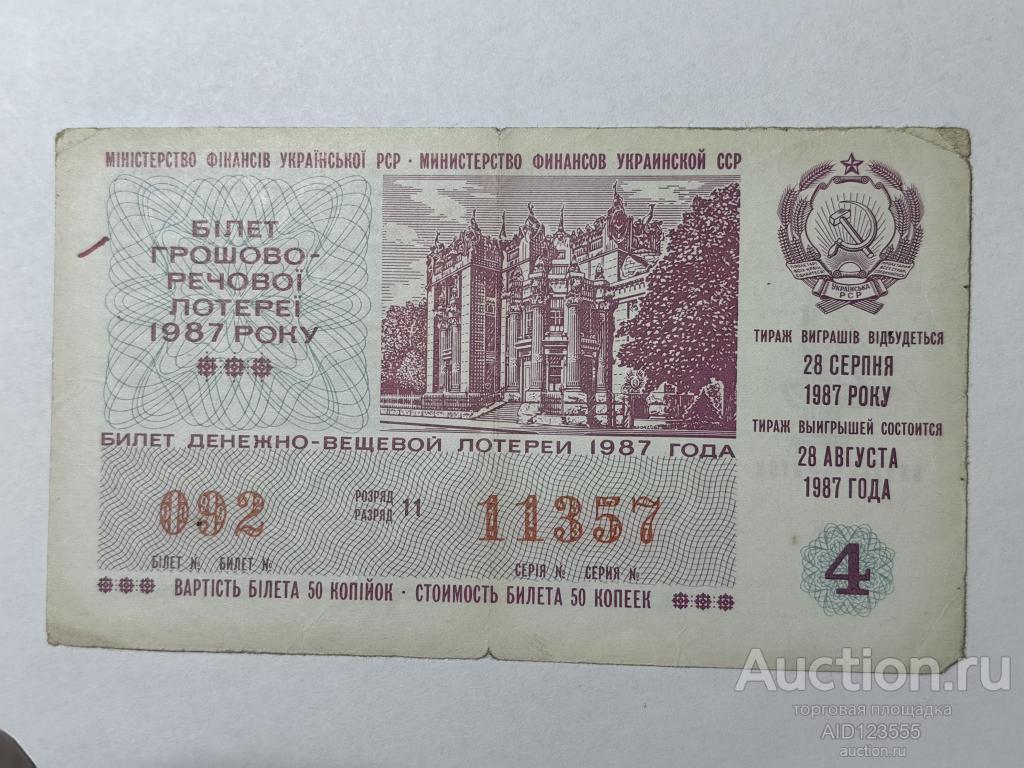 МІНІСТЕРСТВО ФІНАНСІВ УКРАЇНСЬКОЇ РСР · МИНИСТЕРСТВО ФИНАНСОВ УКРАИНСКОЙ ССР
БІЛЕТ
ГРОШОВО-
РЕЧОВОЇ
ЛОТЕРЕЇ
1987 РОКУ
БИЛЕТ ДЕНЕЖНО-ВЕЩЕВОЙ ЛОТЕРЕИ 1987 ГОДА
092
РОЗРЯД
РАЗРЯД
11
11357
БІЛЕТ № БИЛЕТ №
СЕРІЯ № СЕРИЯ №
ВАРТІСТЬ БІЛЕТА 50 КОПІЙОК · СТОИМОСТЬ БИЛЕТА 50 КОПЕЕК
УКРАЇНСЬКА
РСР
ТИРАЖ ВИГРАШІВ ВІДБУДЕТЬСЯ
28 СЕРПНЯ
1987 РОКУ
ТИРАЖ ВЫИГРЫШЕЙ СОСТОИТСЯ
28 АВГУСТА
1987 ГОДА
4
Auction.ru
торговая площадка
AID123555
auction.ru